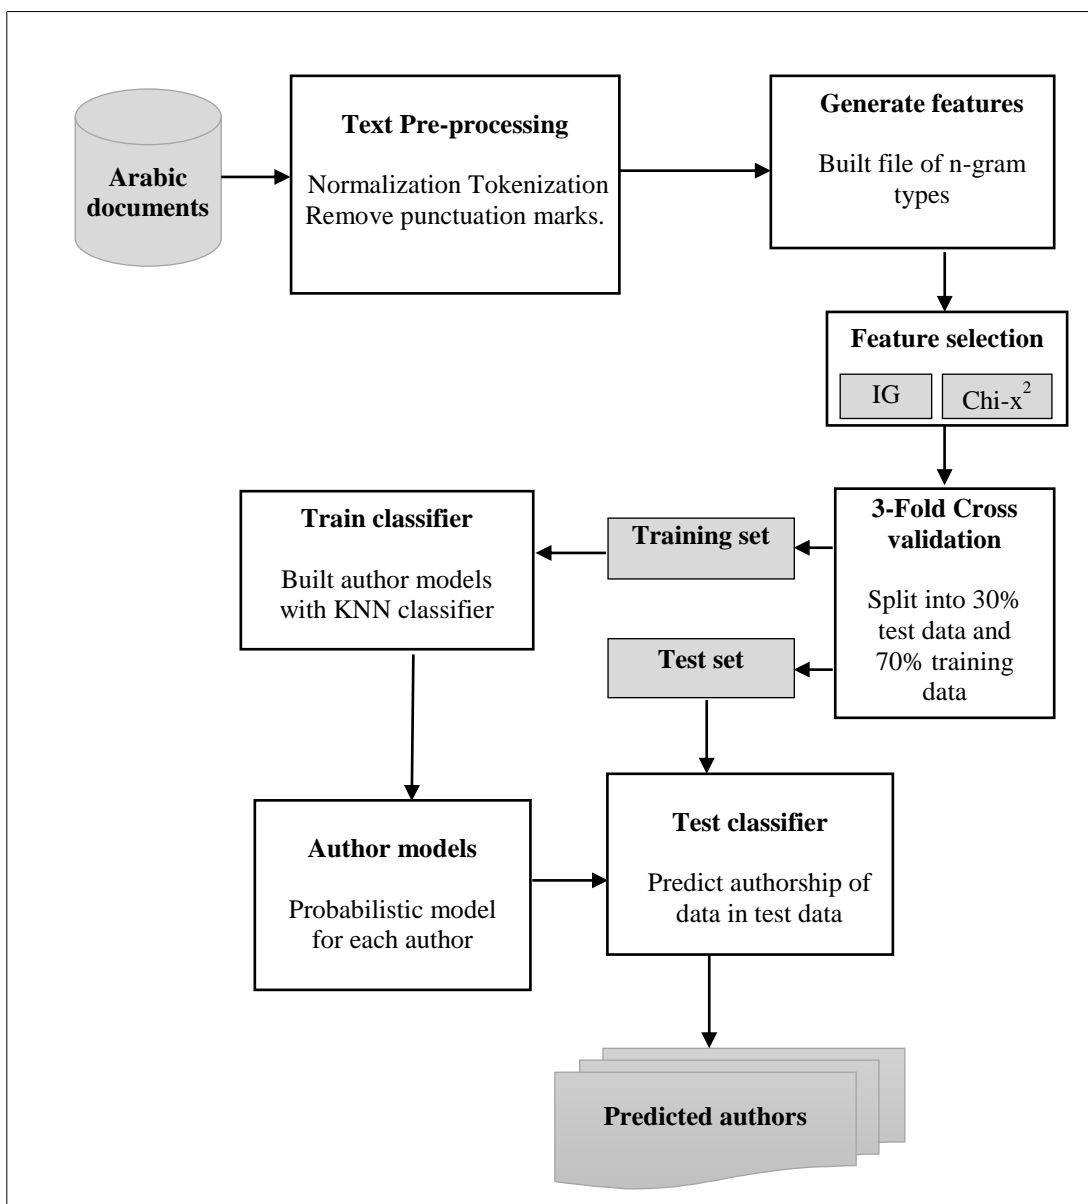 Arabic
documents
Text Pre-processing
Normalization Tokenization
Remove punctuation marks.
Generate features
Built file of n-gram
types
Feature selection
IG
Chi-x²
3-Fold Cross
validation
Split into 30%
test data and
70% training
data
Training set
Test set
Train classifier
Built author models
with KNN classifier
Author models
Probabilistic model
for each author
Test classifier
Predict authorship of
data in test data
Predicted authors